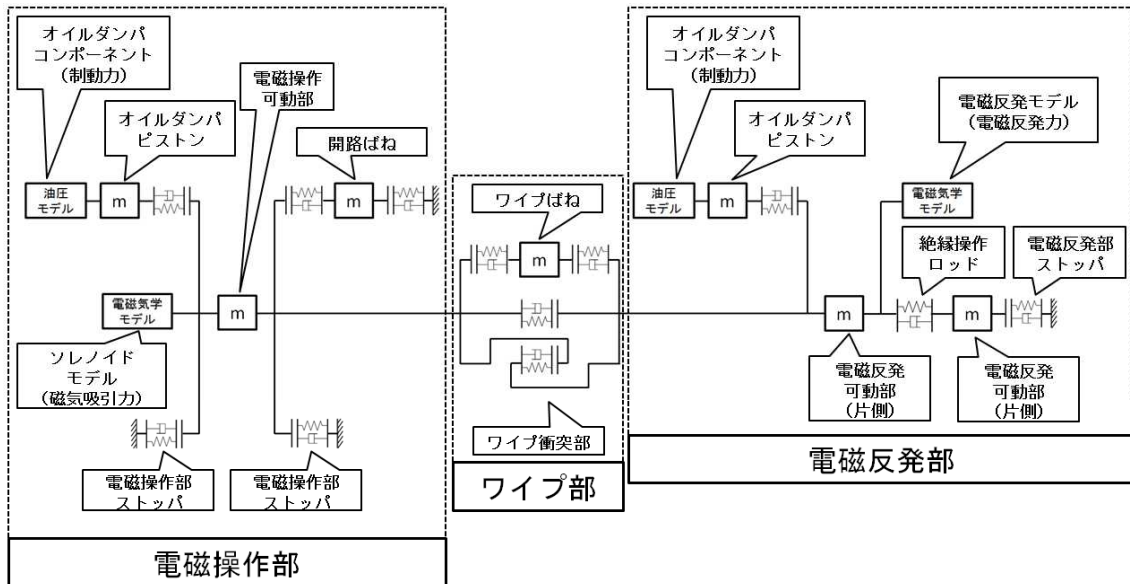 オイルダンパ
コンポーネント
(制動力)
電磁操作
可動部
オイルダンパ
ピストン
開路ばね
油圧
モデル
m
m
電磁気学
モデル
m
ソレノイド
モデル
(磁気吸引力)
電磁操作部
ストッパ
電磁操作部
ストッパ
電磁操作部
ワイプばね
m
ワイプ衝突部
ワイプ部
オイルダンパ
コンポーネント
(制動力)
オイルダンパ
ピストン
電磁反発モデル
(電磁反発力)
油圧
モデル
m
電磁気学
モデル
絶縁操作
ロッド
電磁反発部
ストッパ
m
m
電磁反発
可動部
(片側)
電磁反発
可動部
(片側)
電磁反発部